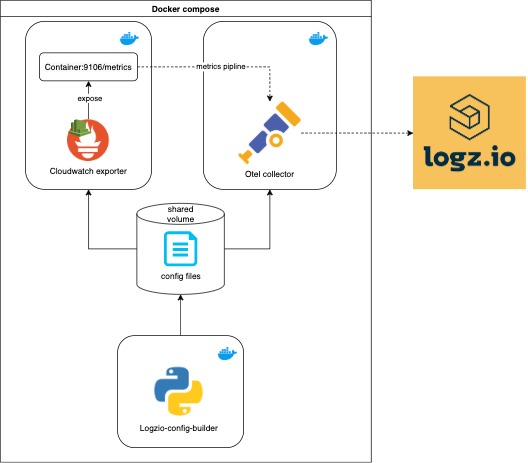 Docker compose
Container:9106/metrics
metrics pipline
expose
Cloudwatch exporter
Otel collector
logz.io
shared
volume
config files
Logzio-config-builder